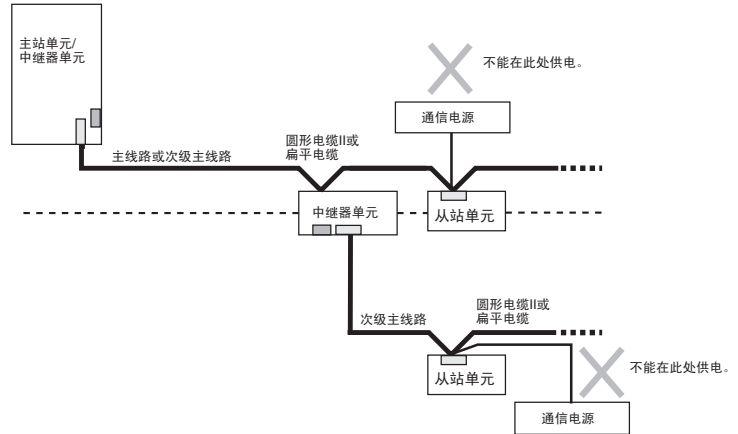 主站单元/
中继器单元
不能在此处供电。
通信电源
圆形电缆II或
扁平电缆
主线路或次级主线路
中继器单元
从站单元
圆形电缆II或
扁平电缆
次级主线路
不能在此处供电。
从站单元
通信电源